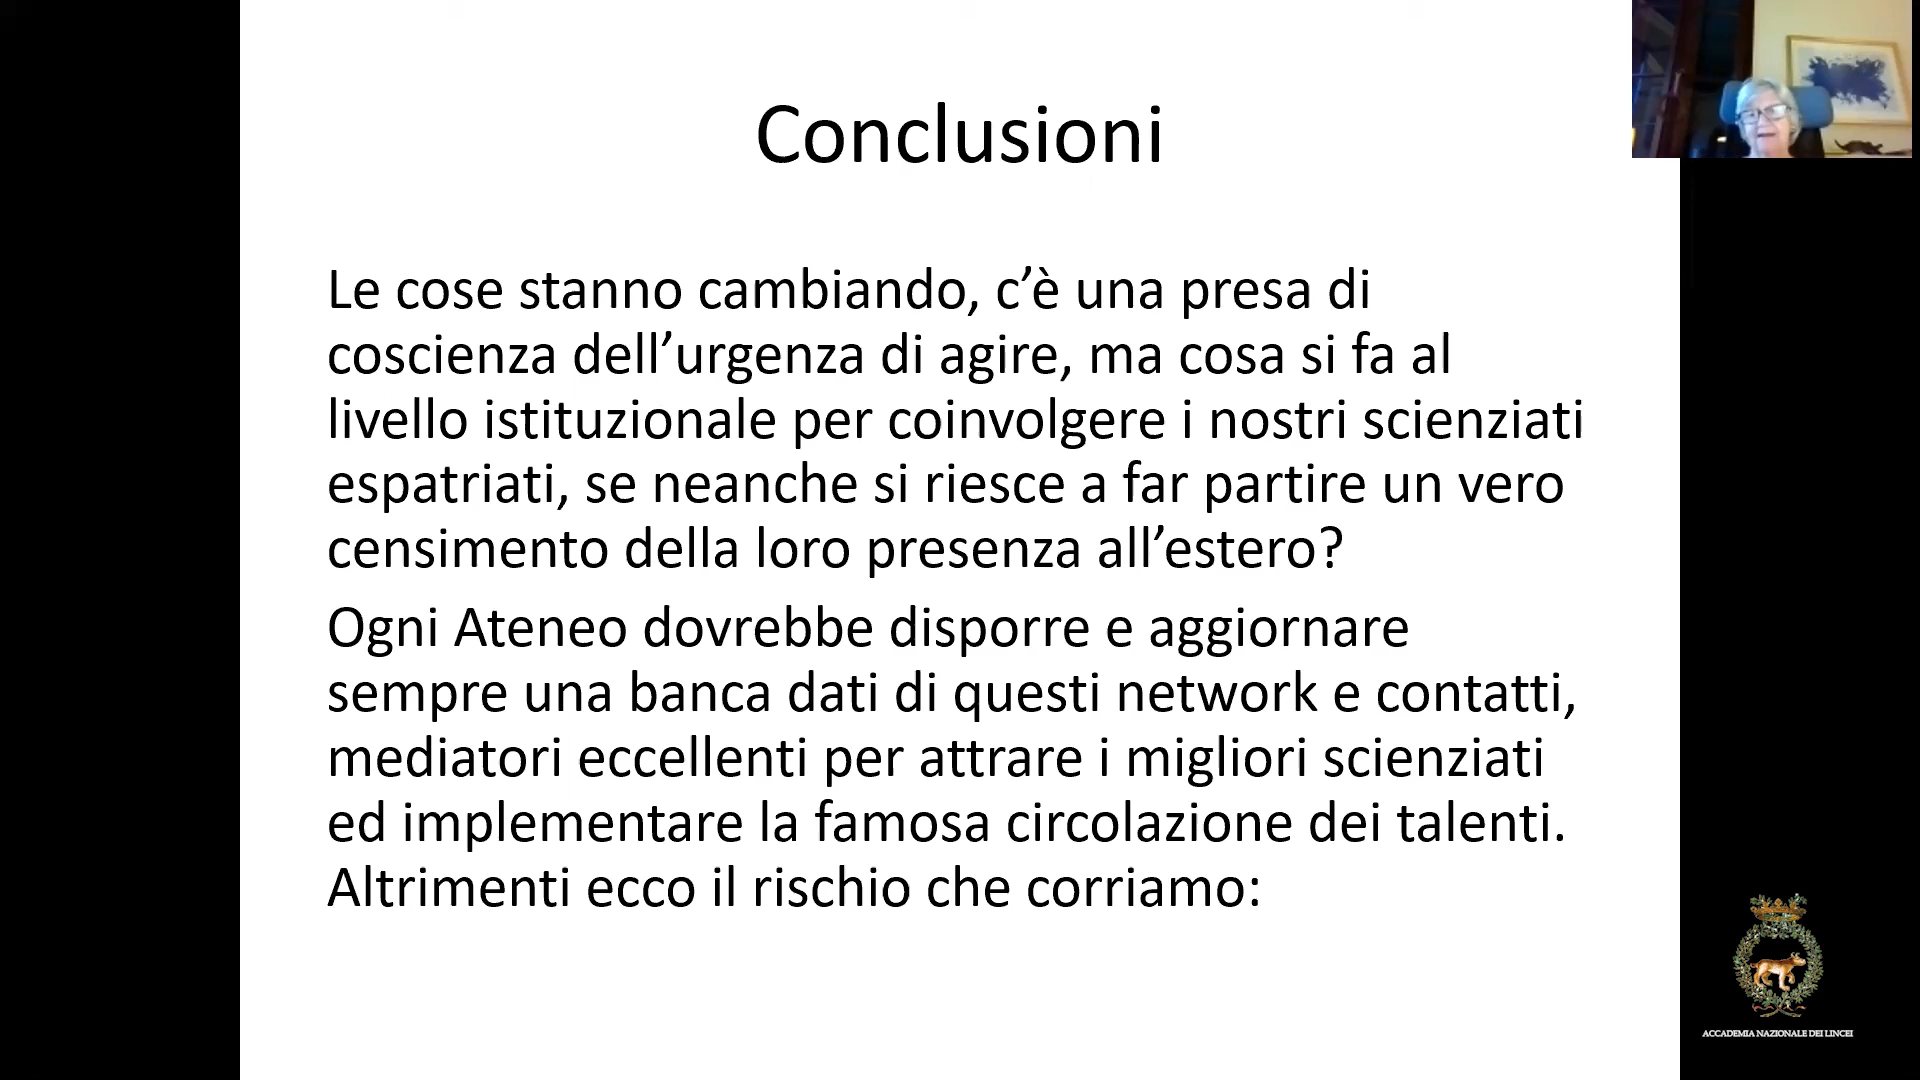 Conclusioni
Le cose stanno cambiando, c’è una presa di
coscienza dell’urgenza di agire, ma cosa si fa al
livello istituzionale per coinvolgere i nostri scienziati
espatriati, se neanche si riesce a far partire un vero
censimento della loro presenza all’estero?
Ogni Ateneo dovrebbe disporre e aggiornare
sempre una banca dati di questi network e contatti,
mediatori eccellenti per attrare i migliori scienziati
ed implementare la famosa circolazione dei talenti.
Altrimenti ecco il rischio che corriamo:
ACCADEMIA NAZIONALE DEI LINCEI